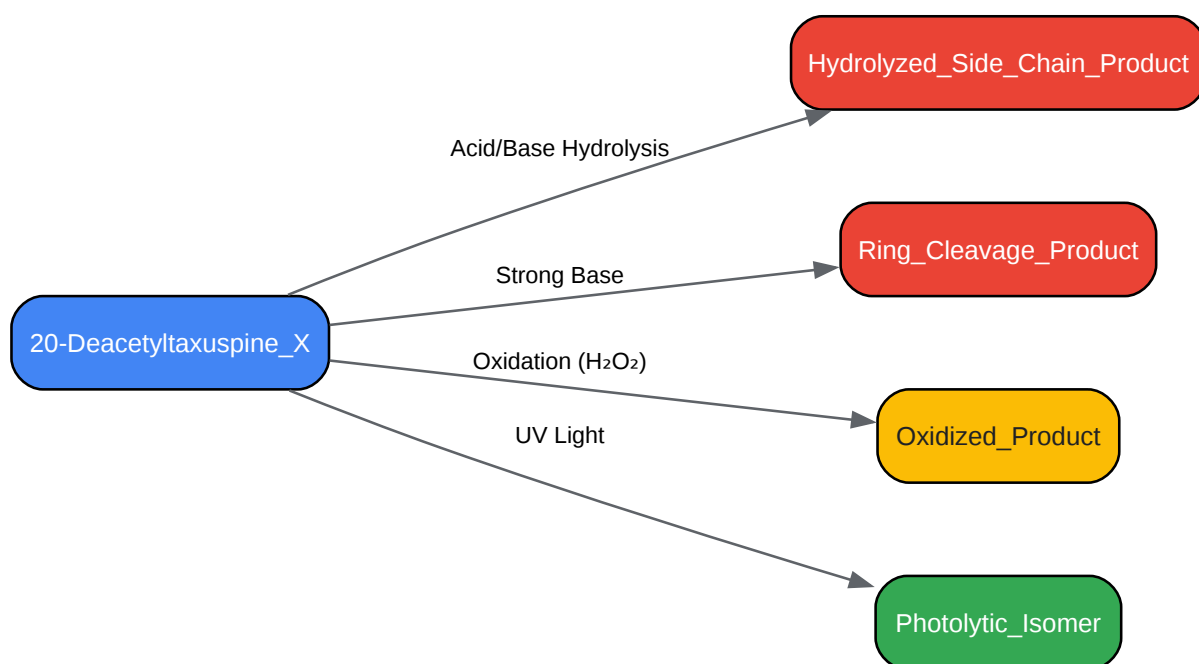 Hydrolyzed_Side_Chain_Product
Acid/Base Hydrolysis
Ring_Cleavage_Product
Strong Base
20-Deacetyltaxuspine_X
Oxidation (H₂O₂)
Oxidized_Product
UV Light
Photolytic_Isomer